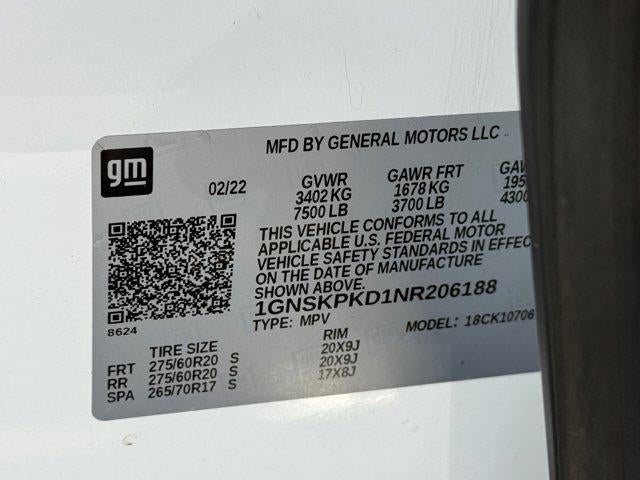 MFD BY GENERAL MOTORS LLC
gm
02/22
GVWR GAWR FRT GAW
3402 KG 1678 KG 195
7500 LB 3700 LB 4300
THIS VEHICLE CONFORMS TO ALL
APPLICABLE U.S. FEDERAL MOTOR
VEHICLE SAFETY STANDARDS IN EFFEC
ON THE DATE OF MANUFACTURE
SHOWN ABOVE.
1GNSKPKD1NR206188
8624
TYPE: MPV MODEL: 18CK10706
TIRE SIZE RIM
FRT 275/60R20 S 20X9J
RR 275/60R20 S 20X9J
SPA 265/70R17 S 17X8J